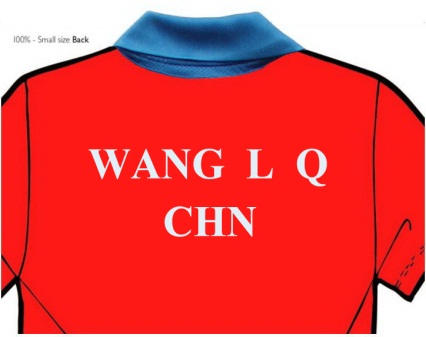 100% - Small size Back
WANG L Q
CHN